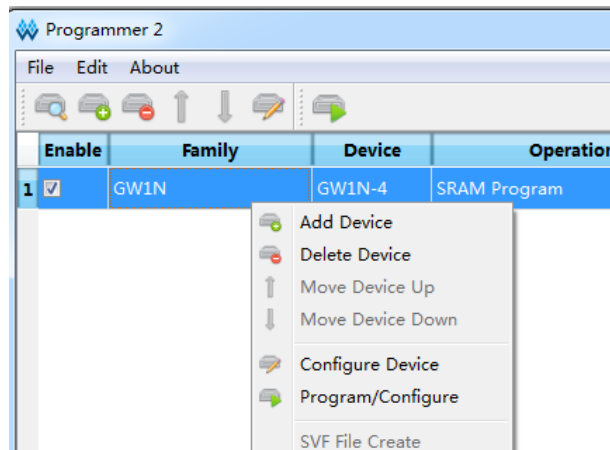 Programmer 2
File Edit About
Enable Family Device Operation
1 GW1N GW1N-4 SRAM Program
Add Device
Delete Device
Move Device Up
Move Device Down
Configure Device
Program/Configure
SVF File Create